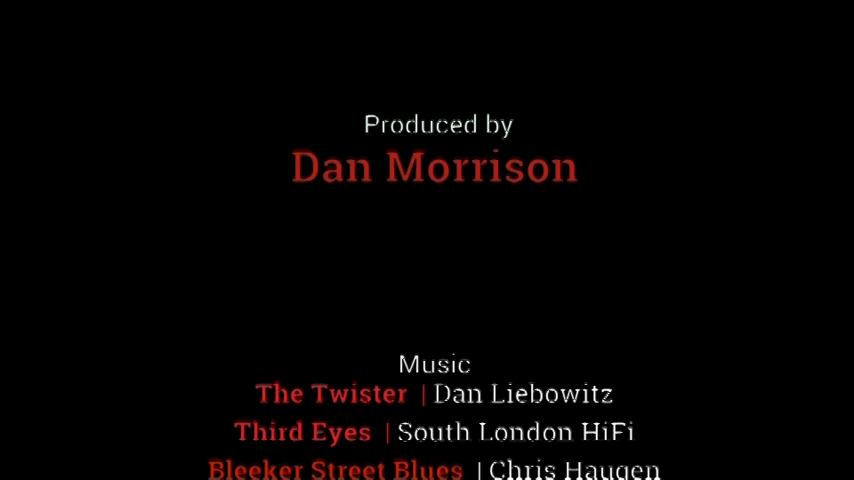 Produced by
Dan Morrison
Music
The Twister | Dan Liebowitz
Third Eyes | South London HiFi
Bleeker Street Blues | Chris Haugen